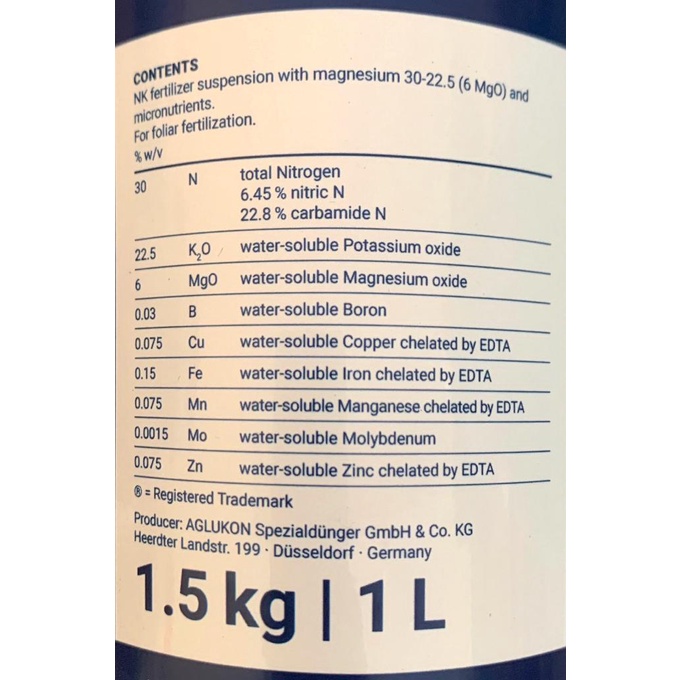 CONTENTS
NK fertilizer suspension with magnesium 30-22.5 (6 MgO) and
micronutrients.
For foliar fertilization.
% w/v
30 N total Nitrogen
6.45 % nitric N
22.8 % carbamide N
22.5 K₂O water-soluble Potassium oxide
6 MgO water-soluble Magnesium oxide
0.03 B water-soluble Boron
0.075 Cu water-soluble Copper chelated by EDTA
0.15 Fe water-soluble Iron chelated by EDTA
0.075 Mn water-soluble Manganese chelated by EDTA
0.0015 Mo water-soluble Molybdenum
0.075 Zn water-soluble Zinc chelated by EDTA
® = Registered Trademark
Producer: AGLUKON Spezialdünger GmbH & Co. KG
Heerdter Landstr. 199 · Düsseldorf · Germany
1.5 kg | 1 L